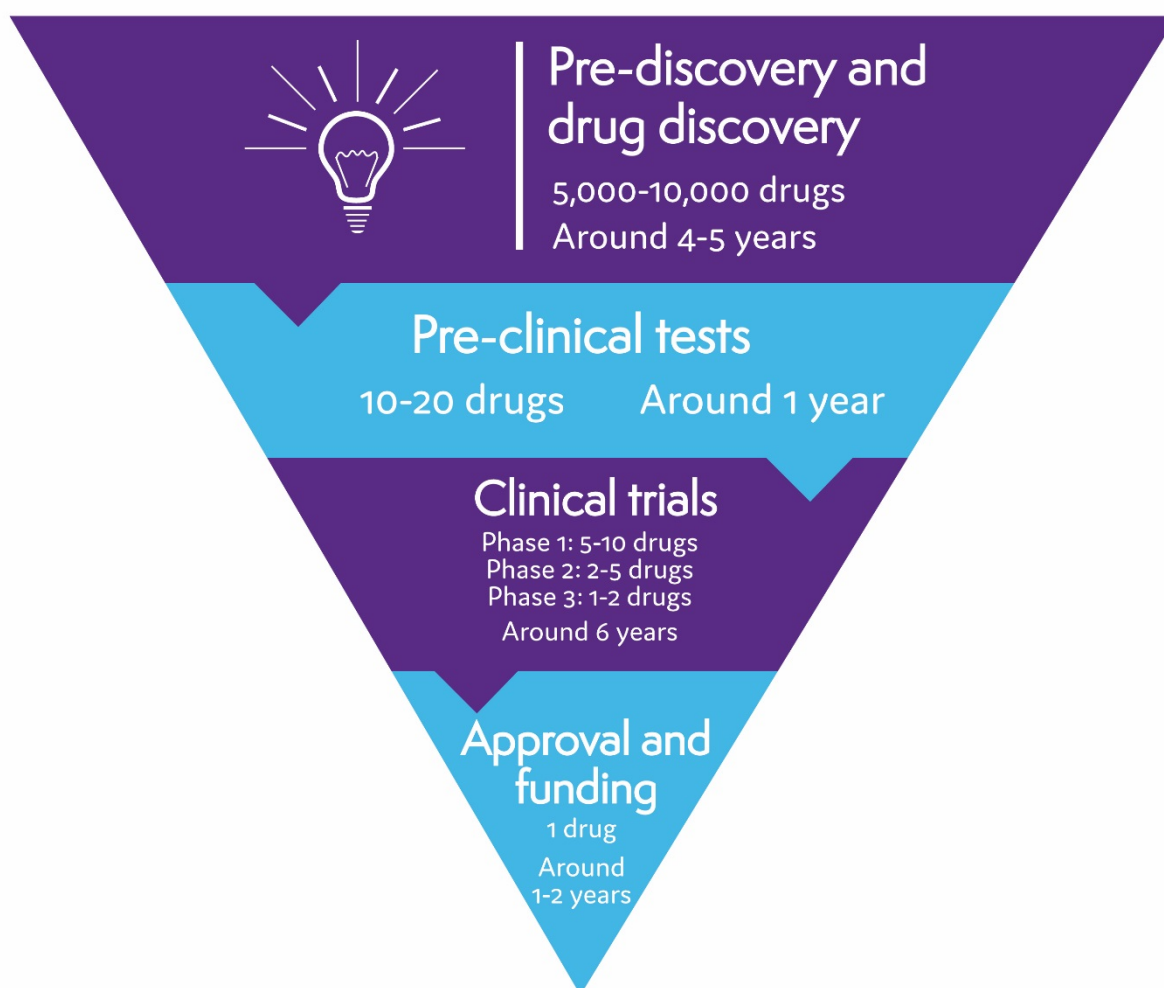 Pre-discovery and
drug discovery
5,000-10,000 drugs
Around 4-5 years
Pre-clinical tests
10-20 drugs Around 1 year
Clinical trials
Phase 1: 5-10 drugs
Phase 2: 2-5 drugs
Phase 3: 1-2 drugs
Around 6 years
Approval and
funding
1 drug
Around
1-2 years